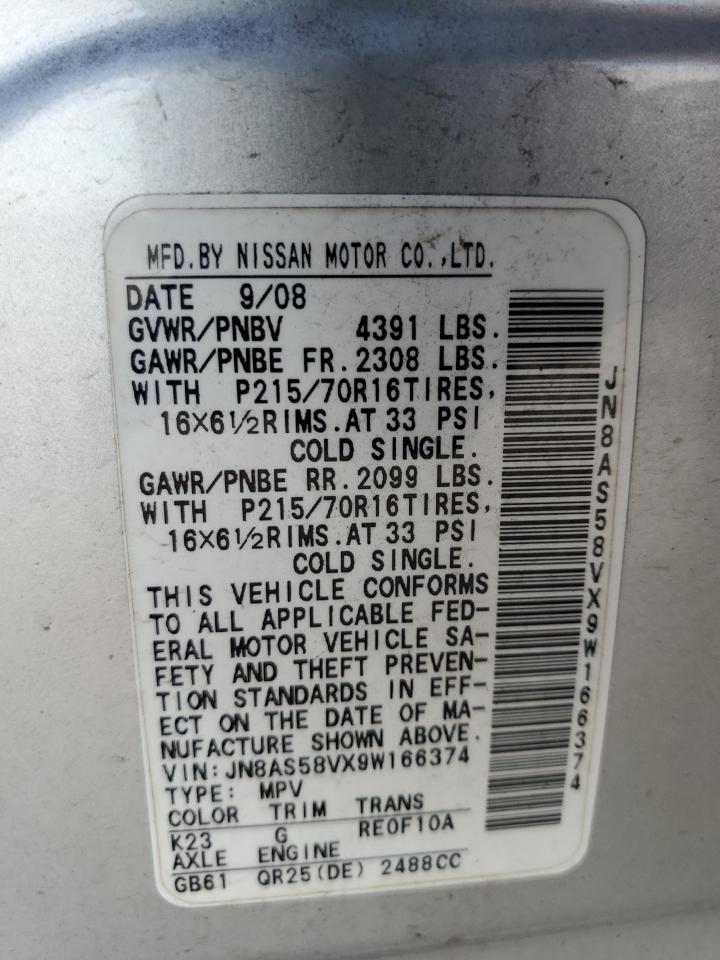 MFD.BY NISSAN MOTOR CO.,LTD.
DATE 9/08
GVWR/PNBV 4391 LBS.
GAWR/PNBE FR.2308 LBS.
WITH P215/70R16TIRES,
16X6½RIMS.AT 33 PSI
COLD SINGLE.
GAWR/PNBE RR.2099 LBS.
WITH P215/70R16TIRES,
16X6½RIMS.AT 33 PSI
COLD SINGLE.
THIS VEHICLE CONFORMS
TO ALL APPLICABLE FED-
ERAL MOTOR VEHICLE SA-
FETY AND THEFT PREVEN-
TION STANDARDS IN EFF-
ECT ON THE DATE OF MA-
NUFACTURE SHOWN ABOVE.
VIN:JN8AS58VX9W166374
TYPE: MPV
COLOR TRIM TRANS
K23 G RE0F10A
AXLE ENGINE
GB61 QR25(DE) 2488CC
JN8AS58VX9W166374